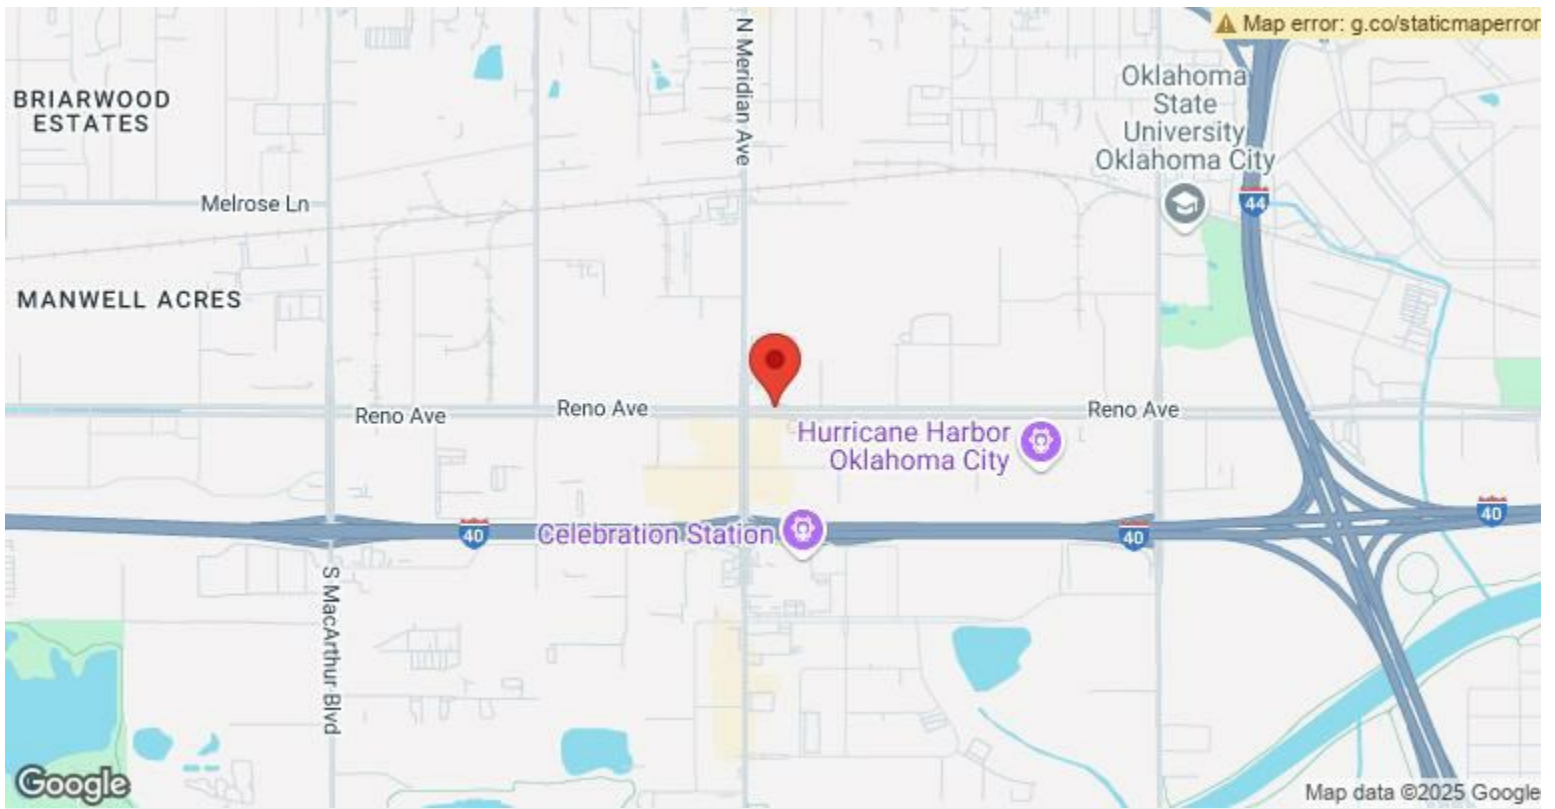 Map error: g.co/staticmaperror
N Meridian Ave
Oklahoma
State
University
Oklahoma City
BRIARWOOD
ESTATES
Melrose Ln
44
MANWELL ACRES
Reno Ave
Reno Ave
Reno Ave
Hurricane Harbor
Oklahoma City
40
Celebration Station
40
40
S MacArthur Blvd
Google
Map data ©2025 Google